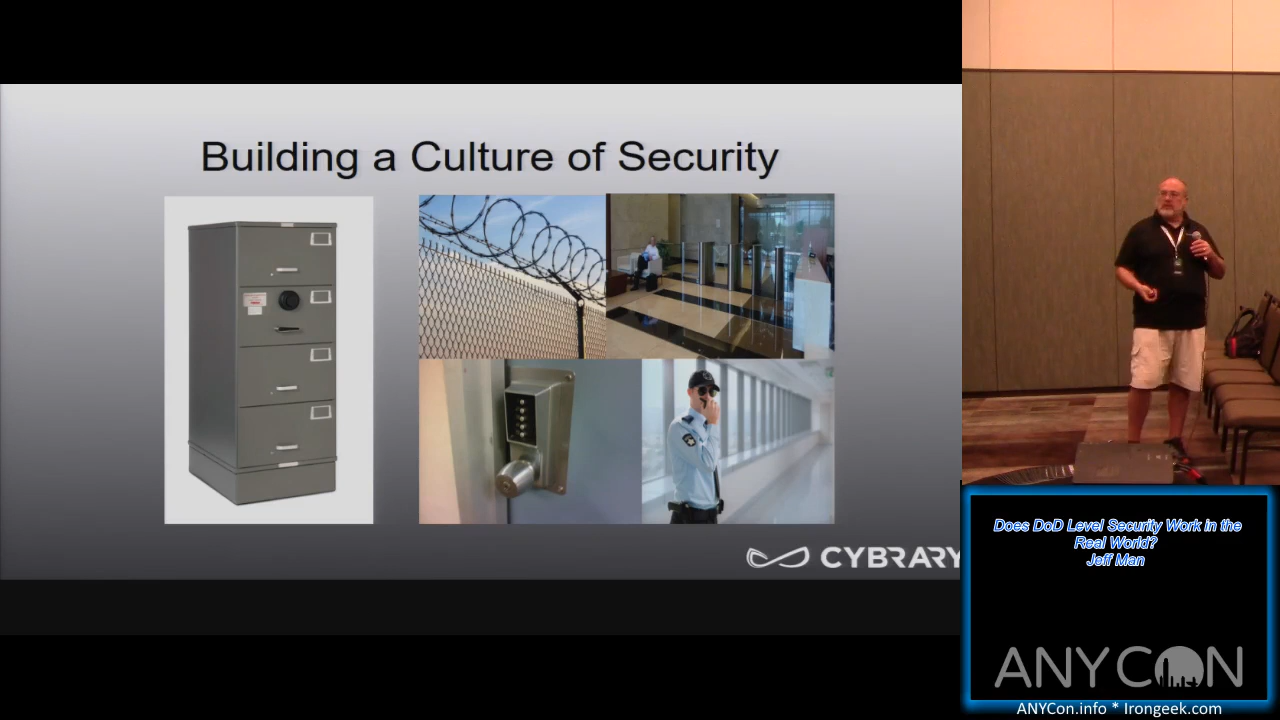 Building a Culture of Security
CYBRARY
Does DoD Level Security Work in the
Real World?
Jeff Man
ANYCON
ANYCon.info * Irongeek.com